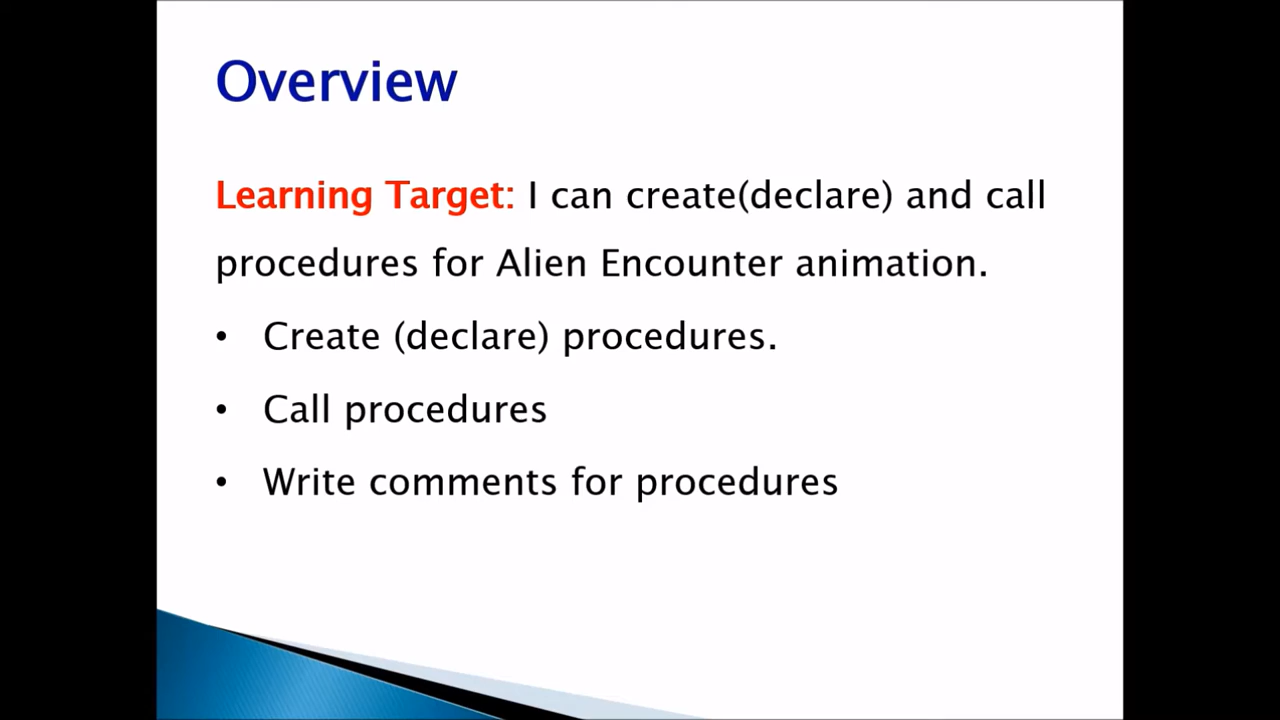 Overview
Learning Target: I can create(declare) and call
procedures for Alien Encounter animation.
• Create (declare) procedures.
• Call procedures
• Write comments for procedures